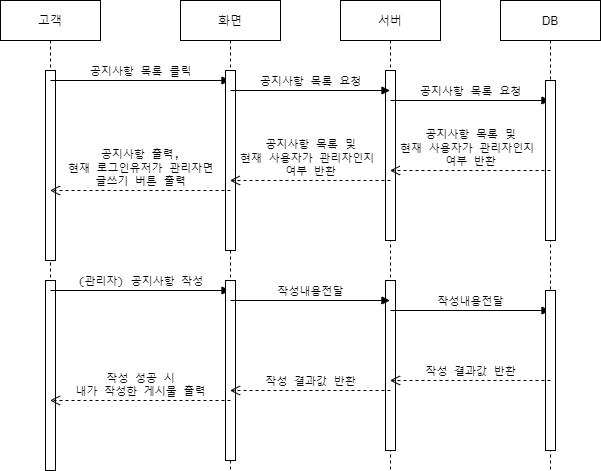 고객
화면
서버
DB
공지사항 목록 클릭
공지사항 목록 요청
공지사항 목록 요청
공지사항 목록 및
현재 사용자가 관리자인지
여부 반환
공지사항 목록 및
현재 사용자가 관리자인지
여부 반환
공지사항 출력,
현재 로그인유저가 관리자면
글쓰기 버튼 출력
(관리자) 공지사항 작성
작성내용전달
작성내용전달
작성 결과값 반환
작성 결과값 반환
작성 성공 시
내가 작성한 게시물 출력